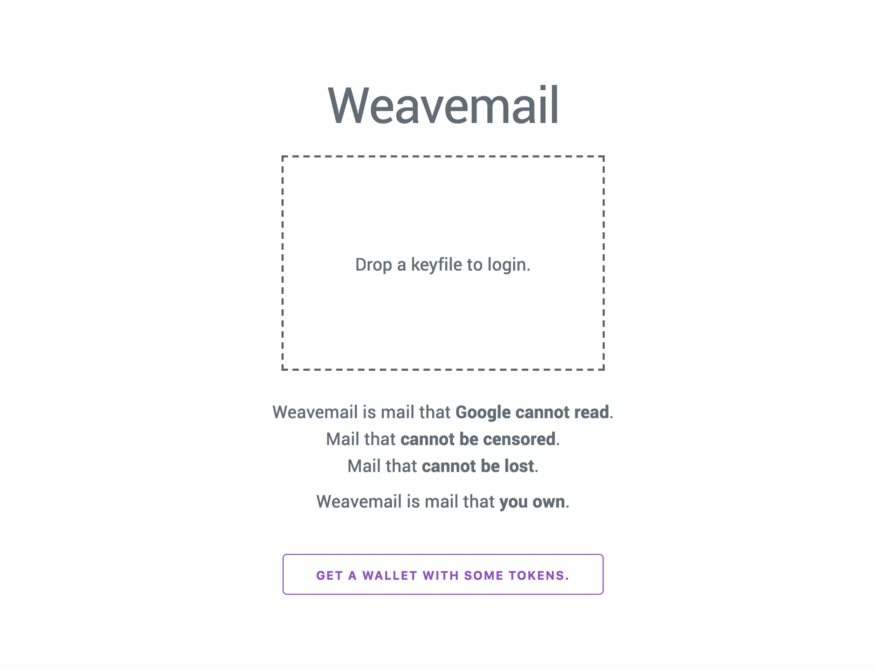 Weavemail
Drop a keyfile to login.
Weavemail is mail that Google cannot read.
Mail that cannot be censored.
Mail that cannot be lost.
Weavemail is mail that you own.
GET A WALLET WITH SOME TOKENS.